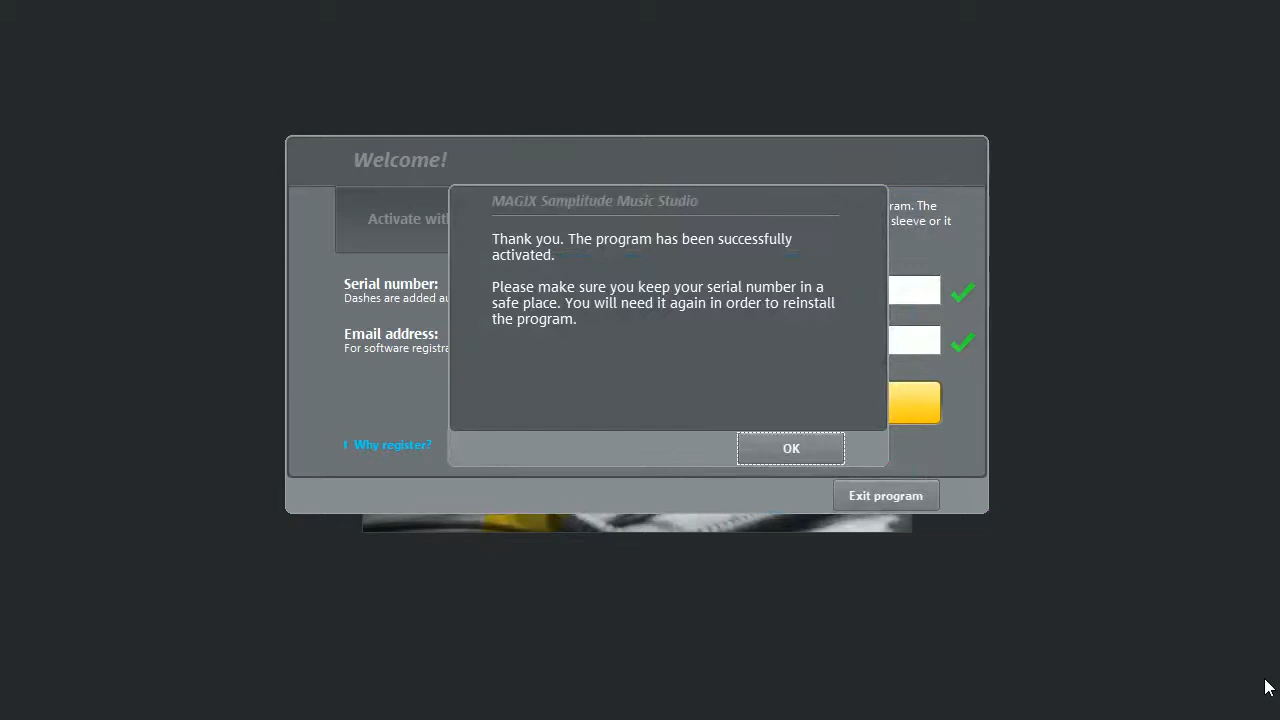 Welcome!
MAGIX Samplitude Music Studio
Activate with
ram. The
sleeve or it
Thank you. The program has been successfully
activated.
Please make sure you keep your serial number in a
safe place. You will need it again in order to reinstall
the program.
Serial number:
Dashes are added au
Email address:
For software registra
Why register?
OK
Exit program